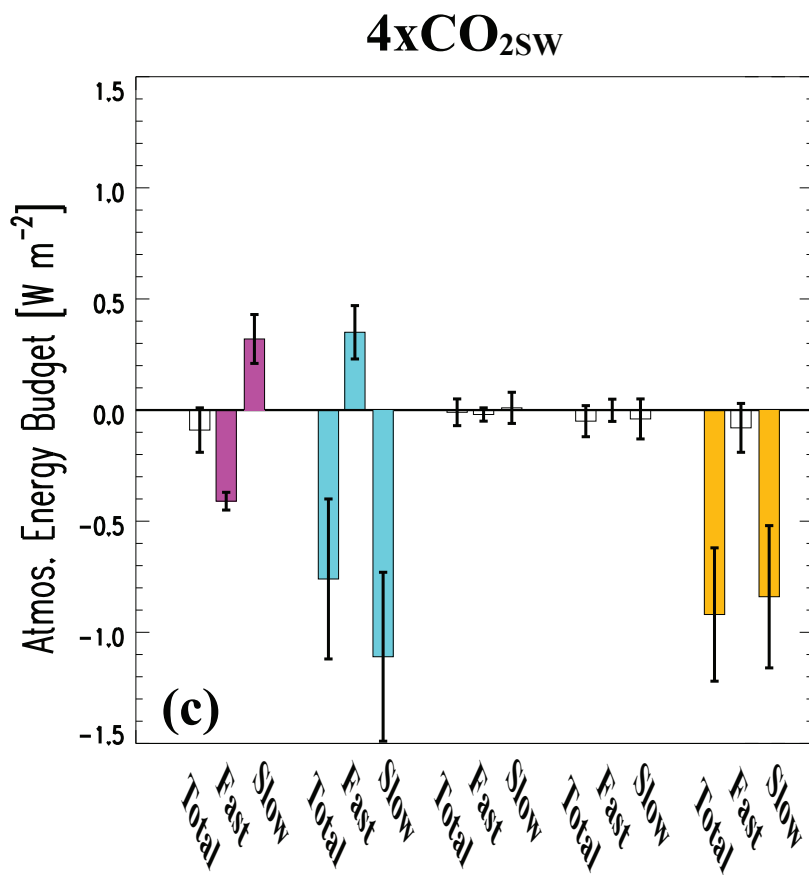 4xCO₂SW
Atmos. Energy Budget [W m⁻²]
1.5
1.0
0.5
0.0
−0.5
−1.0
−1.5
(c)
Total Fast Slow Total Fast Slow Total Fast Slow Total Fast Slow Total Fast Slow